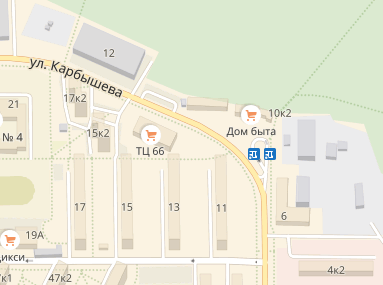 12
ул. Карбышева
17к2
21
10к2
№ 4
15к2
Дом быта
ТЦ 66
17
15
13
11
6
19А
4к2
47к2